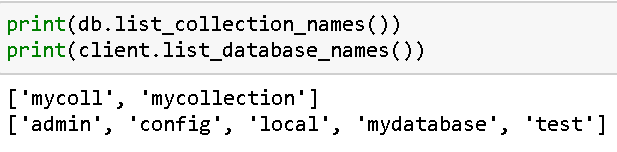 print(db.list_collection_names())
print(client.list_database_names())
['mycoll', 'mycollection']
['admin', 'config', 'local', 'mydatabase', 'test']